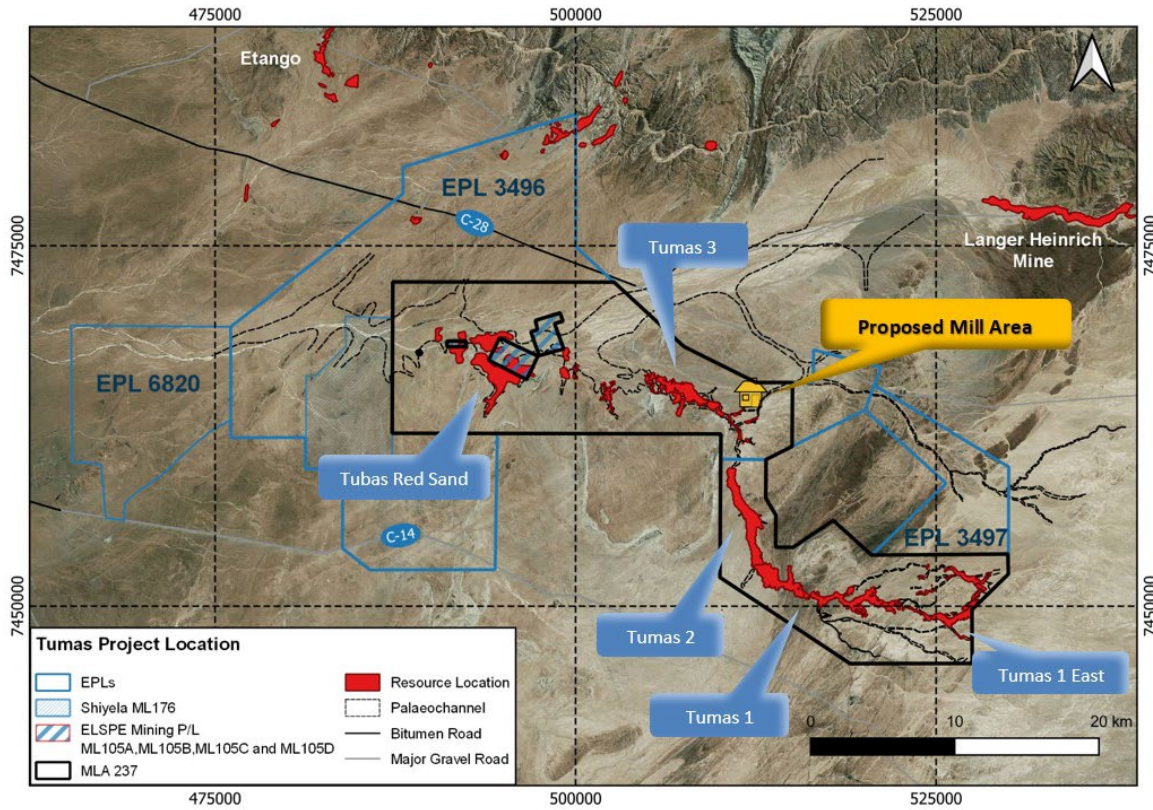 475000
500000
525000
Etango
EPL 3496
C-28
7475000
7475000
Tumas 3
Langer Heinrich
Mine
Proposed Mill Area
EPL 6820
Tubas Red Sand
C-14
EPL 3497
7450000
7450000
Tumas 2
Tumas 1
Tumas 1 East
Tumas Project Location
EPLs
Shiyela ML176
ELSPE Mining P/L
ML105A,ML105B,ML105C and ML105D
MLA 237
Resource Location
Palaeochannel
Bitumen Road
Major Gravel Road
0
10
20 km
475000
500000
525000